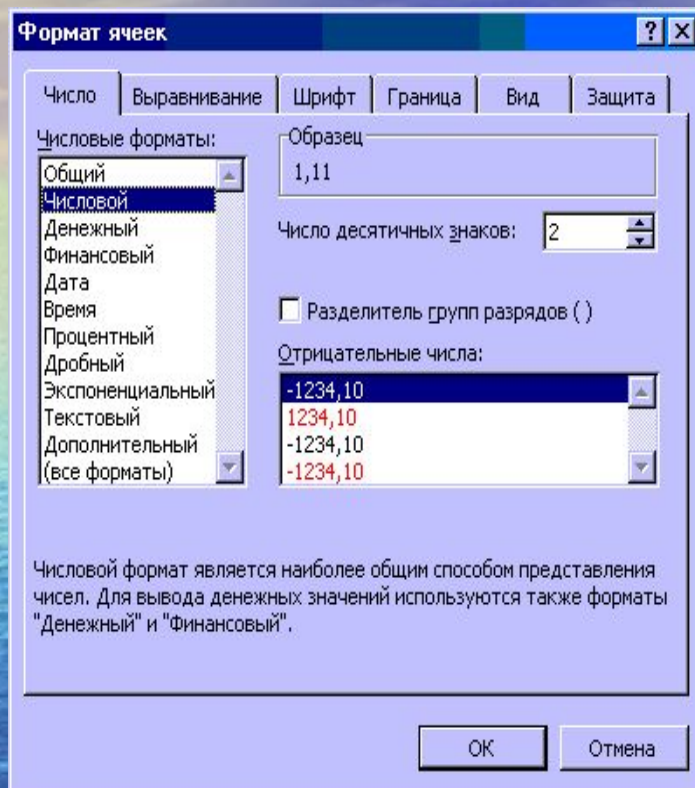 Формат ячеек
? X
Число Выравнивание Шрифт Граница Вид Защита
Числовые форматы:
Общий
Числовой
Денежный
Финансовый
Дата
Время
Процентный
Дробный
Экспоненциальный
Текстовый
Дополнительный
(все форматы)
Образец
1,11
Число десятичных знаков: 2
Разделитель групп разрядов ( )
Отрицательные числа:
-1234,10
1234,10
-1234,10
-1234,10
Числовой формат является наиболее общим способом представления
чисел. Для вывода денежных значений используются также форматы
"Денежный" и "Финансовый".
ОК Отмена